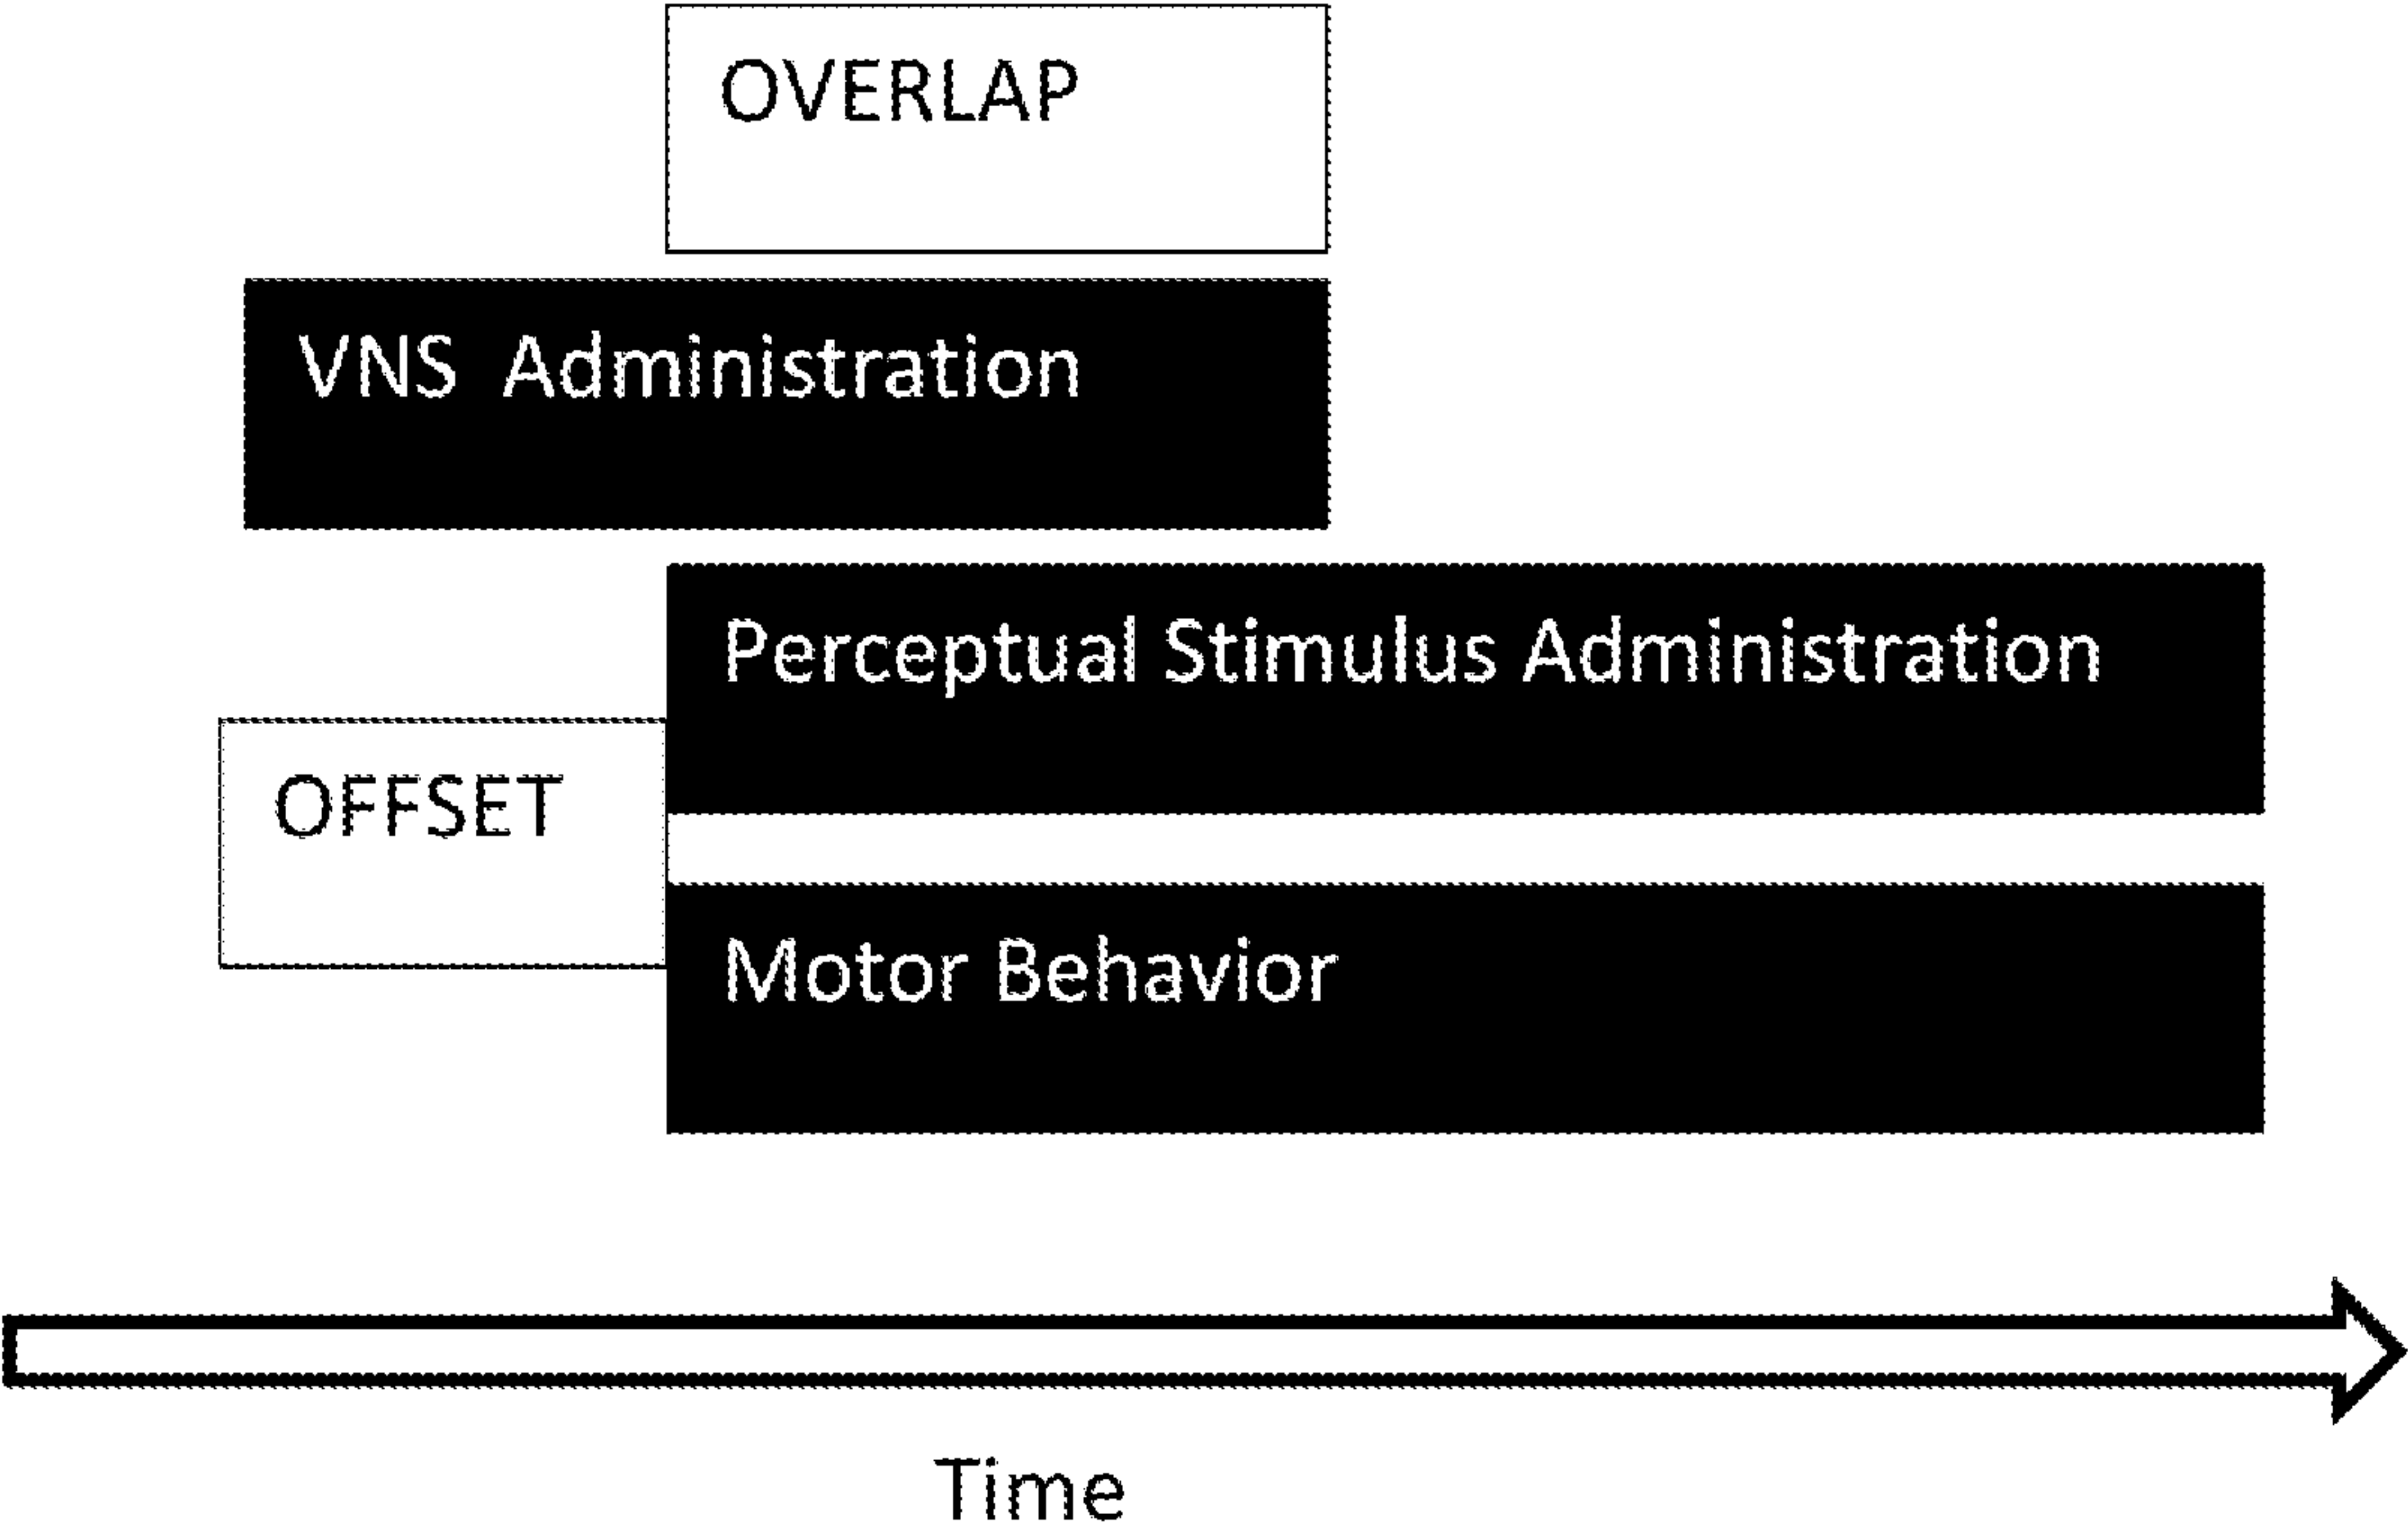 OVERLAP
VNS  Administration
Perceptual Stimulus Administration
OFFSET
Motor Behavior
Time